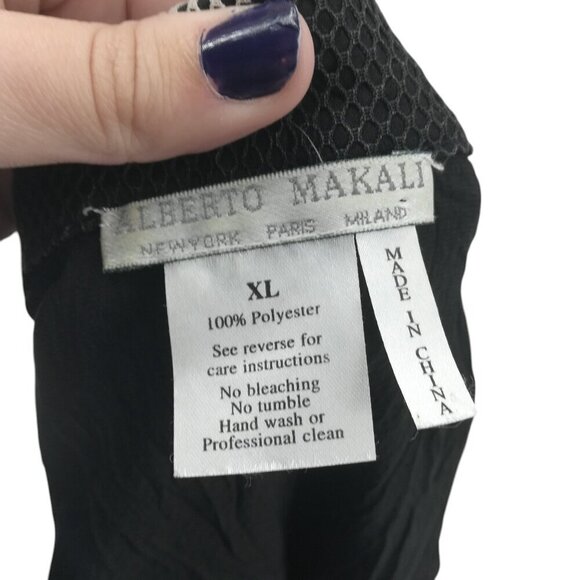 ALBERTO MAKALI
NEW YORK PARIS MILAND
XL
100% Polyester
See reverse for
care instructions
No bleaching
No tumble
Hand wash or
Professional clean
MADE IN CHINA